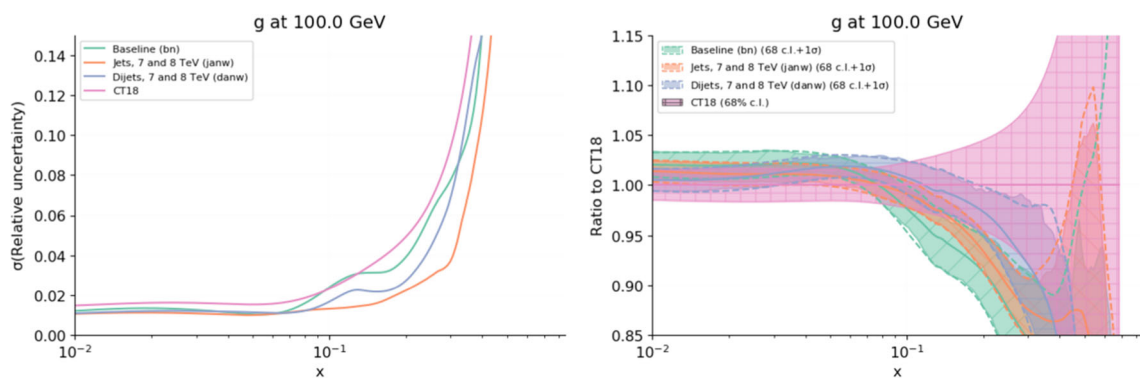 g at 100.0 GeV
σ(Relative uncertainty)
0.14
0.12
0.10
0.08
0.06
0.04
0.02
0.00
Baseline (bn)
Jets, 7 and 8 TeV (janw)
Dijets, 7 and 8 TeV (danw)
CT18
10⁻²
10⁻¹
x
g at 100.0 GeV
Ratio to CT18
1.15
1.10
1.05
1.00
0.95
0.90
0.85
Baseline (bn) (68 c.l.+1σ)
Jets, 7 and 8 TeV (janw) (68 c.l.+1σ)
Dijets, 7 and 8 TeV (danw) (68 c.l.+1σ)
CT18 (68% c.l.)
10⁻²
10⁻¹
x